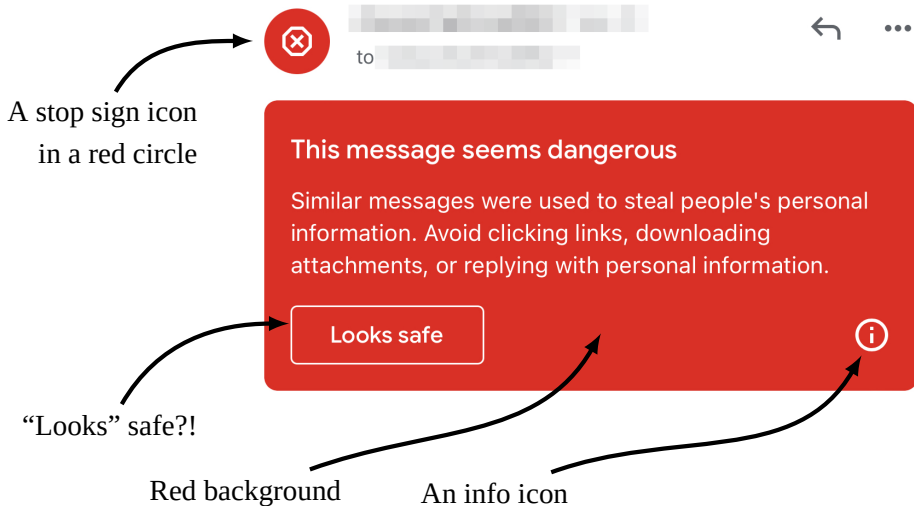 to
A stop sign icon
in a red circle
This message seems dangerous
Similar messages were used to steal people's personal
information. Avoid clicking links, downloading
attachments, or replying with personal information.
Looks safe
“Looks” safe?!
Red background
An info icon